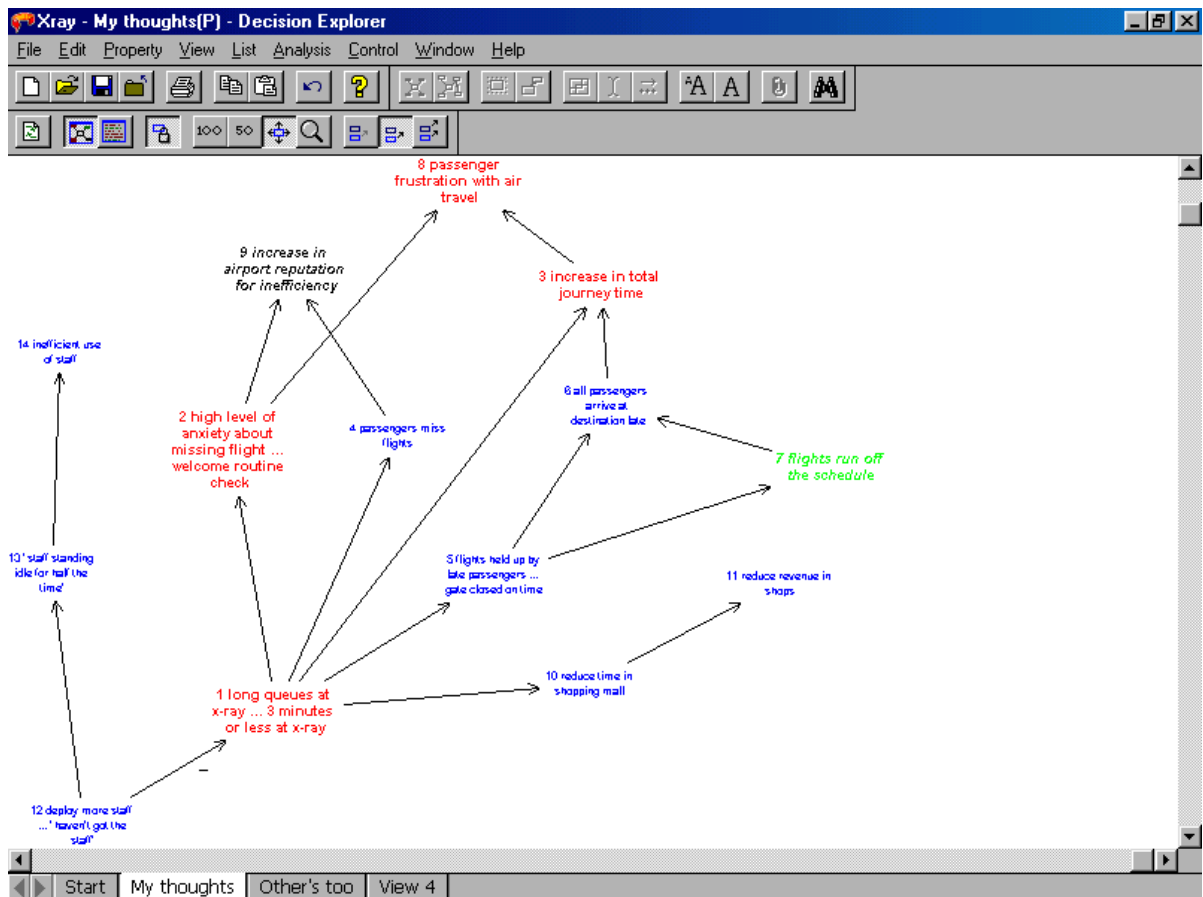 Xray - My thoughts(P) - Decision Explorer
File Edit Property View List Analysis Control Window Help
100 50
8 passenger
frustration with air
travel
9 increase in
airport reputation
for inefficiency
3 increase in total
journey time
14 inefficient use
of staff
6 all passengers
arrive at
destination late
2 high level of
anxiety about
missing flight ...
welcome routine
check
4 passengers miss
flights
7 flights run off
the schedule
13 ' staff standing
idle for half the
time'
5 flights held up by
late passengers ...
gate closed on time
11 reduce revenue in
shops
10 reduce time in
shopping mall
1 long queues at
x-ray ... 3 minutes
or less at x-ray
–
12 deploy more staff
...' haven't got the
staff'
Start My thoughts Other's too View 4